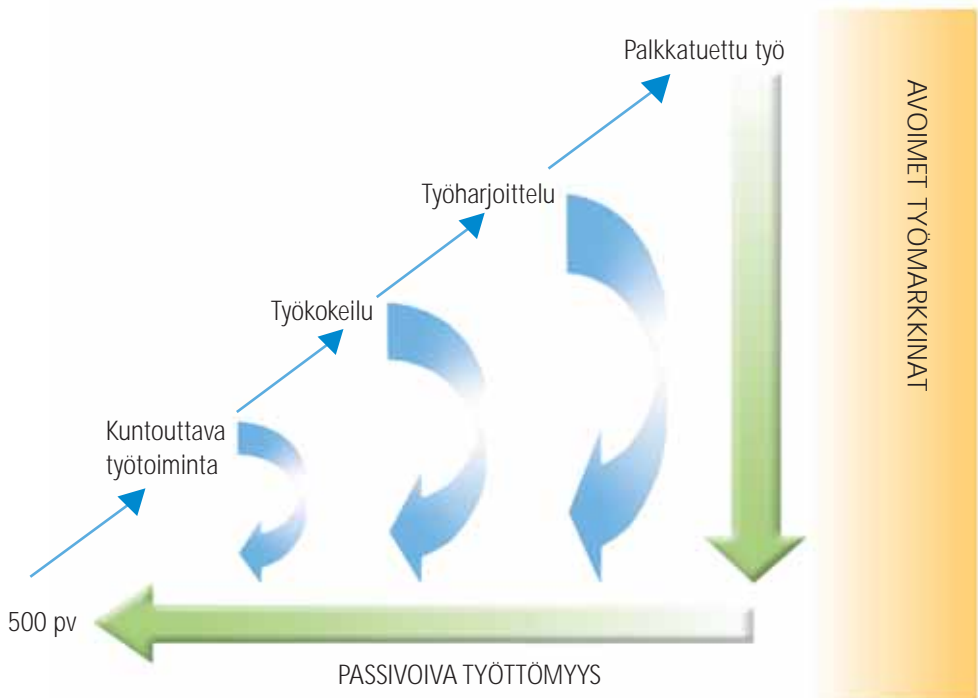 Palkkatuettu työ
AVOIMET TYÖMARKKINAT
Työharjoittelu
Työkokeilu
Kuntouttava
työtoiminta
500 pv
PASSIVOIVA TYÖTTÖMYYS